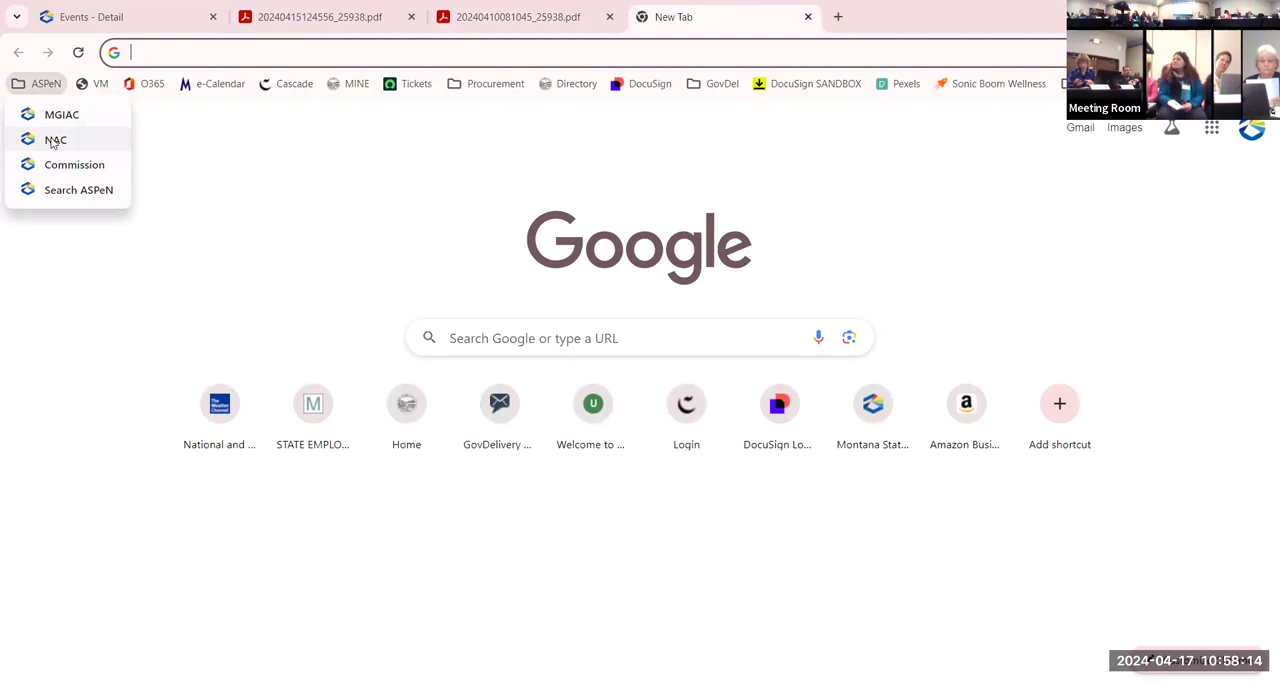 Events - Detail
20240415124556_25938.pdf
20240410081045_25938.pdf
New Tab
ASPeN
VM
O365
e-Calendar
Cascade
MINE
Tickets
Procurement
Directory
DocuSign
GovDel
DocuSign SANDBOX
Pexels
Sonic Boom Wellness
Meeting Room
MGIAC
NAC
Commission
Search ASPeN
Gmail
Images
Google
Search Google or type a URL
National and ...
STATE EMPLO...
Home
GovDelivery ...
Welcome to ...
Login
DocuSign Lo...
Montana Stat...
Amazon Busi...
Add shortcut
2024-04-17 10:58:14